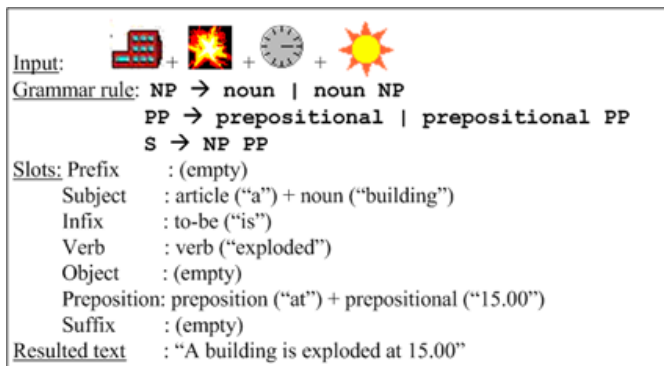 Input: + + +
Grammar rule: NP → noun | noun NP
PP → prepositional | prepositional PP
S → NP PP
Slots: Prefix : (empty)
Subject : article (“a”) + noun (“building”)
Infix : to-be (“is”)
Verb : verb (“exploded”)
Object : (empty)
Preposition: preposition (“at”) + prepositional (“15.00”)
Suffix : (empty)
Resulted text : “A building is exploded at 15.00”